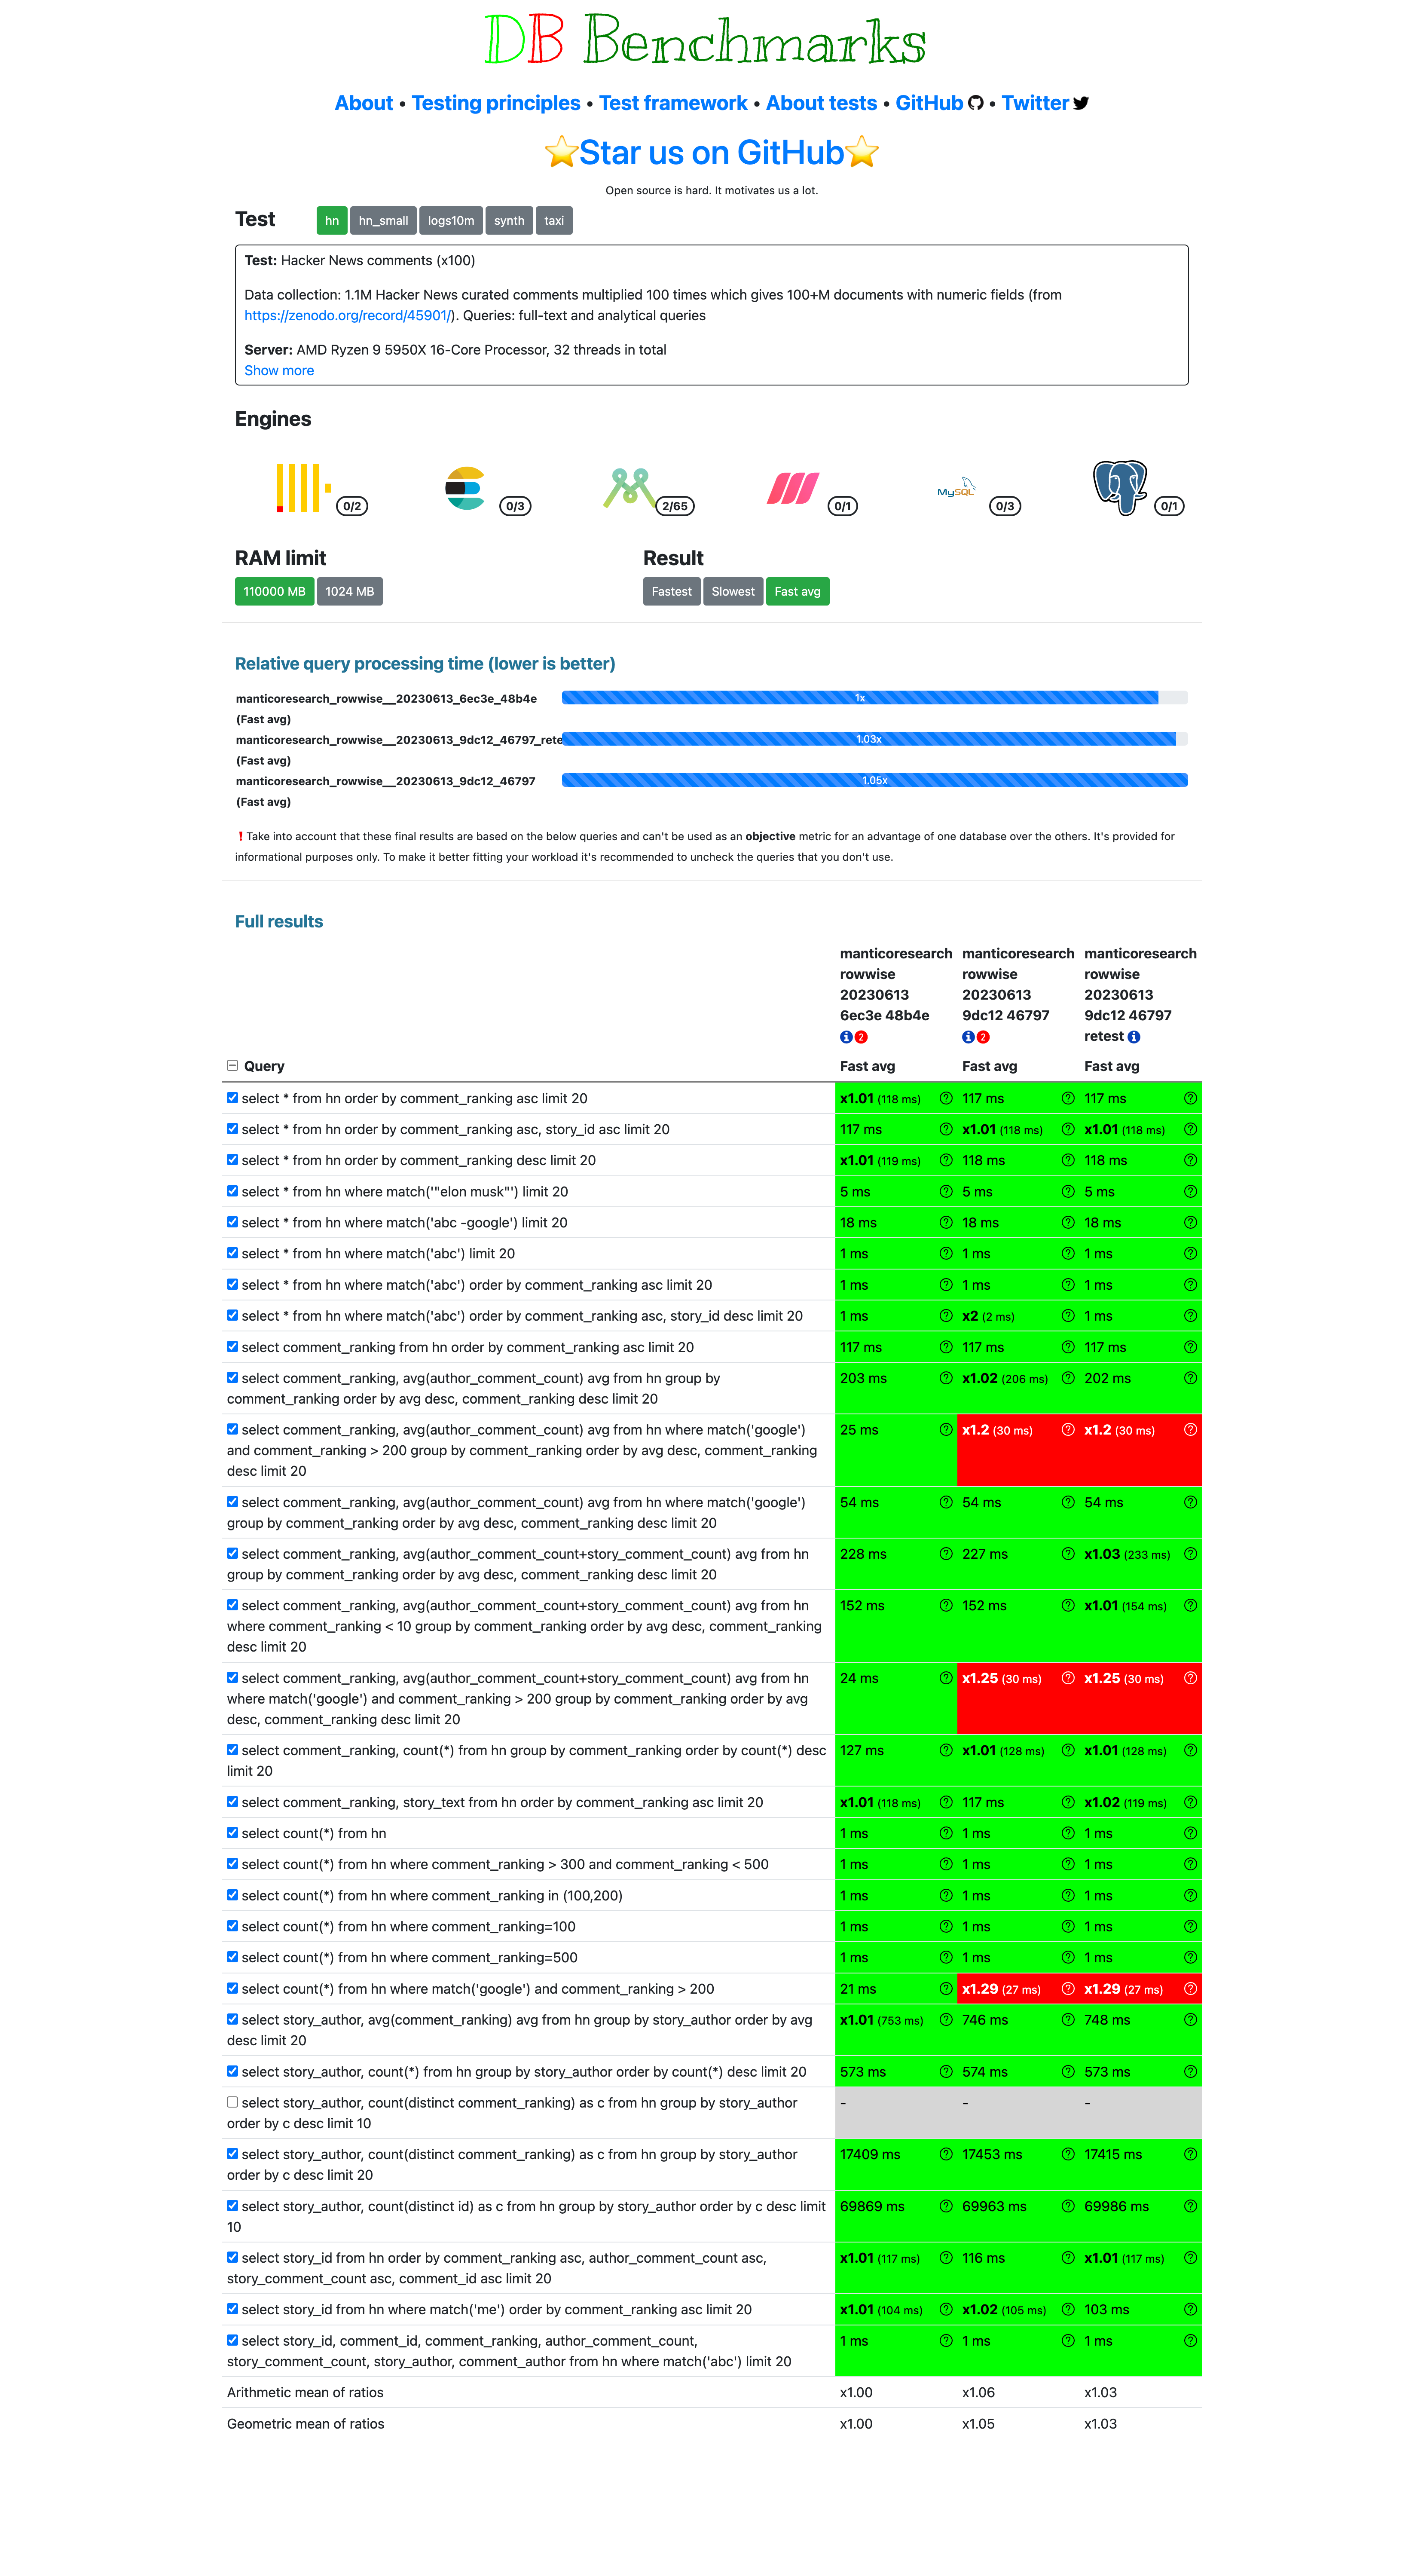 DB Benchmarks
About • Testing principles • Test framework • About tests • GitHub • Twitter
⭐Star us on GitHub⭐
Open source is hard. It motivates us a lot.
Test hn hn_small logs10m synth taxi
Test: Hacker News comments (x100)
Data collection: 1.1M Hacker News curated comments multiplied 100 times which gives 100+M documents with numeric fields (from
https://zenodo.org/record/45901/). Queries: full-text and analytical queries
Server: AMD Ryzen 9 5950X 16-Core Processor, 32 threads in total
Show more
Engines
0/2 0/3 2/65 0/1 MySQL 0/3 0/1
RAM limit Result
110000 MB 1024 MB Fastest Slowest Fast avg
Relative query processing time (lower is better)
manticoresearch_rowwise__20230613_6ec3e_48b4e 1x
(Fast avg)
manticoresearch_rowwise__20230613_9dc12_46797_rete 1.03x
(Fast avg)
manticoresearch_rowwise__20230613_9dc12_46797 1.05x
(Fast avg)
❗ Take into account that these final results are based on the below queries and can't be used as an objective metric for an advantage of one database over the others. It's provided for
informational purposes only. To make it better fitting your workload it's recommended to uncheck the queries that you don't use.
Full results
manticoresearch manticoresearch manticoresearch
rowwise rowwise rowwise
20230613 20230613 20230613
6ec3e 48b4e 9dc12 46797 9dc12 46797
2 2 retest
Query Fast avg Fast avg Fast avg
select * from hn order by comment_ranking asc limit 20 x1.01 (118 ms) 117 ms 117 ms
select * from hn order by comment_ranking asc, story_id asc limit 20 117 ms x1.01 (118 ms) x1.01 (118 ms)
select * from hn order by comment_ranking desc limit 20 x1.01 (119 ms) 118 ms 118 ms
select * from hn where match('"elon musk"') limit 20 5 ms 5 ms 5 ms
select * from hn where match('abc -google') limit 20 18 ms 18 ms 18 ms
select * from hn where match('abc') limit 20 1 ms 1 ms 1 ms
select * from hn where match('abc') order by comment_ranking asc limit 20 1 ms 1 ms 1 ms
select * from hn where match('abc') order by comment_ranking asc, story_id desc limit 20 1 ms x2 (2 ms) 1 ms
select comment_ranking from hn order by comment_ranking asc limit 20 117 ms 117 ms 117 ms
select comment_ranking, avg(author_comment_count) avg from hn group by 203 ms x1.02 (206 ms) 202 ms
comment_ranking order by avg desc, comment_ranking desc limit 20
select comment_ranking, avg(author_comment_count) avg from hn where match('google') 25 ms x1.2 (30 ms) x1.2 (30 ms)
and comment_ranking > 200 group by comment_ranking order by avg desc, comment_ranking
desc limit 20
select comment_ranking, avg(author_comment_count) avg from hn where match('google') 54 ms 54 ms 54 ms
group by comment_ranking order by avg desc, comment_ranking desc limit 20
select comment_ranking, avg(author_comment_count+story_comment_count) avg from hn 228 ms 227 ms x1.03 (233 ms)
group by comment_ranking order by avg desc, comment_ranking desc limit 20
select comment_ranking, avg(author_comment_count+story_comment_count) avg from hn 152 ms 152 ms x1.01 (154 ms)
where comment_ranking < 10 group by comment_ranking order by avg desc, comment_ranking
desc limit 20
select comment_ranking, avg(author_comment_count+story_comment_count) avg from hn 24 ms x1.25 (30 ms) x1.25 (30 ms)
where match('google') and comment_ranking > 200 group by comment_ranking order by avg
desc, comment_ranking desc limit 20
select comment_ranking, count(*) from hn group by comment_ranking order by count(*) desc 127 ms x1.01 (128 ms) x1.01 (128 ms)
limit 20
select comment_ranking, story_text from hn order by comment_ranking asc limit 20 x1.01 (118 ms) 117 ms x1.02 (119 ms)
select count(*) from hn 1 ms 1 ms 1 ms
select count(*) from hn where comment_ranking > 300 and comment_ranking < 500 1 ms 1 ms 1 ms
select count(*) from hn where comment_ranking in (100,200) 1 ms 1 ms 1 ms
select count(*) from hn where comment_ranking=100 1 ms 1 ms 1 ms
select count(*) from hn where comment_ranking=500 1 ms 1 ms 1 ms
select count(*) from hn where match('google') and comment_ranking > 200 21 ms x1.29 (27 ms) x1.29 (27 ms)
select story_author, avg(comment_ranking) avg from hn group by story_author order by avg x1.01 (753 ms) 746 ms 748 ms
desc limit 20
select story_author, count(*) from hn group by story_author order by count(*) desc limit 20 573 ms 574 ms 573 ms
select story_author, count(distinct comment_ranking) as c from hn group by story_author - - -
order by c desc limit 10
select story_author, count(distinct comment_ranking) as c from hn group by story_author 17409 ms 17453 ms 17415 ms
order by c desc limit 20
select story_author, count(distinct id) as c from hn group by story_author order by c desc limit 69869 ms 69963 ms 69986 ms
10
select story_id from hn order by comment_ranking asc, author_comment_count asc, x1.01 (117 ms) 116 ms x1.01 (117 ms)
story_comment_count asc, comment_id asc limit 20
select story_id from hn where match('me') order by comment_ranking asc limit 20 x1.01 (104 ms) x1.02 (105 ms) 103 ms
select story_id, comment_id, comment_ranking, author_comment_count, 1 ms 1 ms 1 ms
story_comment_count, story_author, comment_author from hn where match('abc') limit 20
Arithmetic mean of ratios x1.00 x1.06 x1.03
Geometric mean of ratios x1.00 x1.05 x1.03